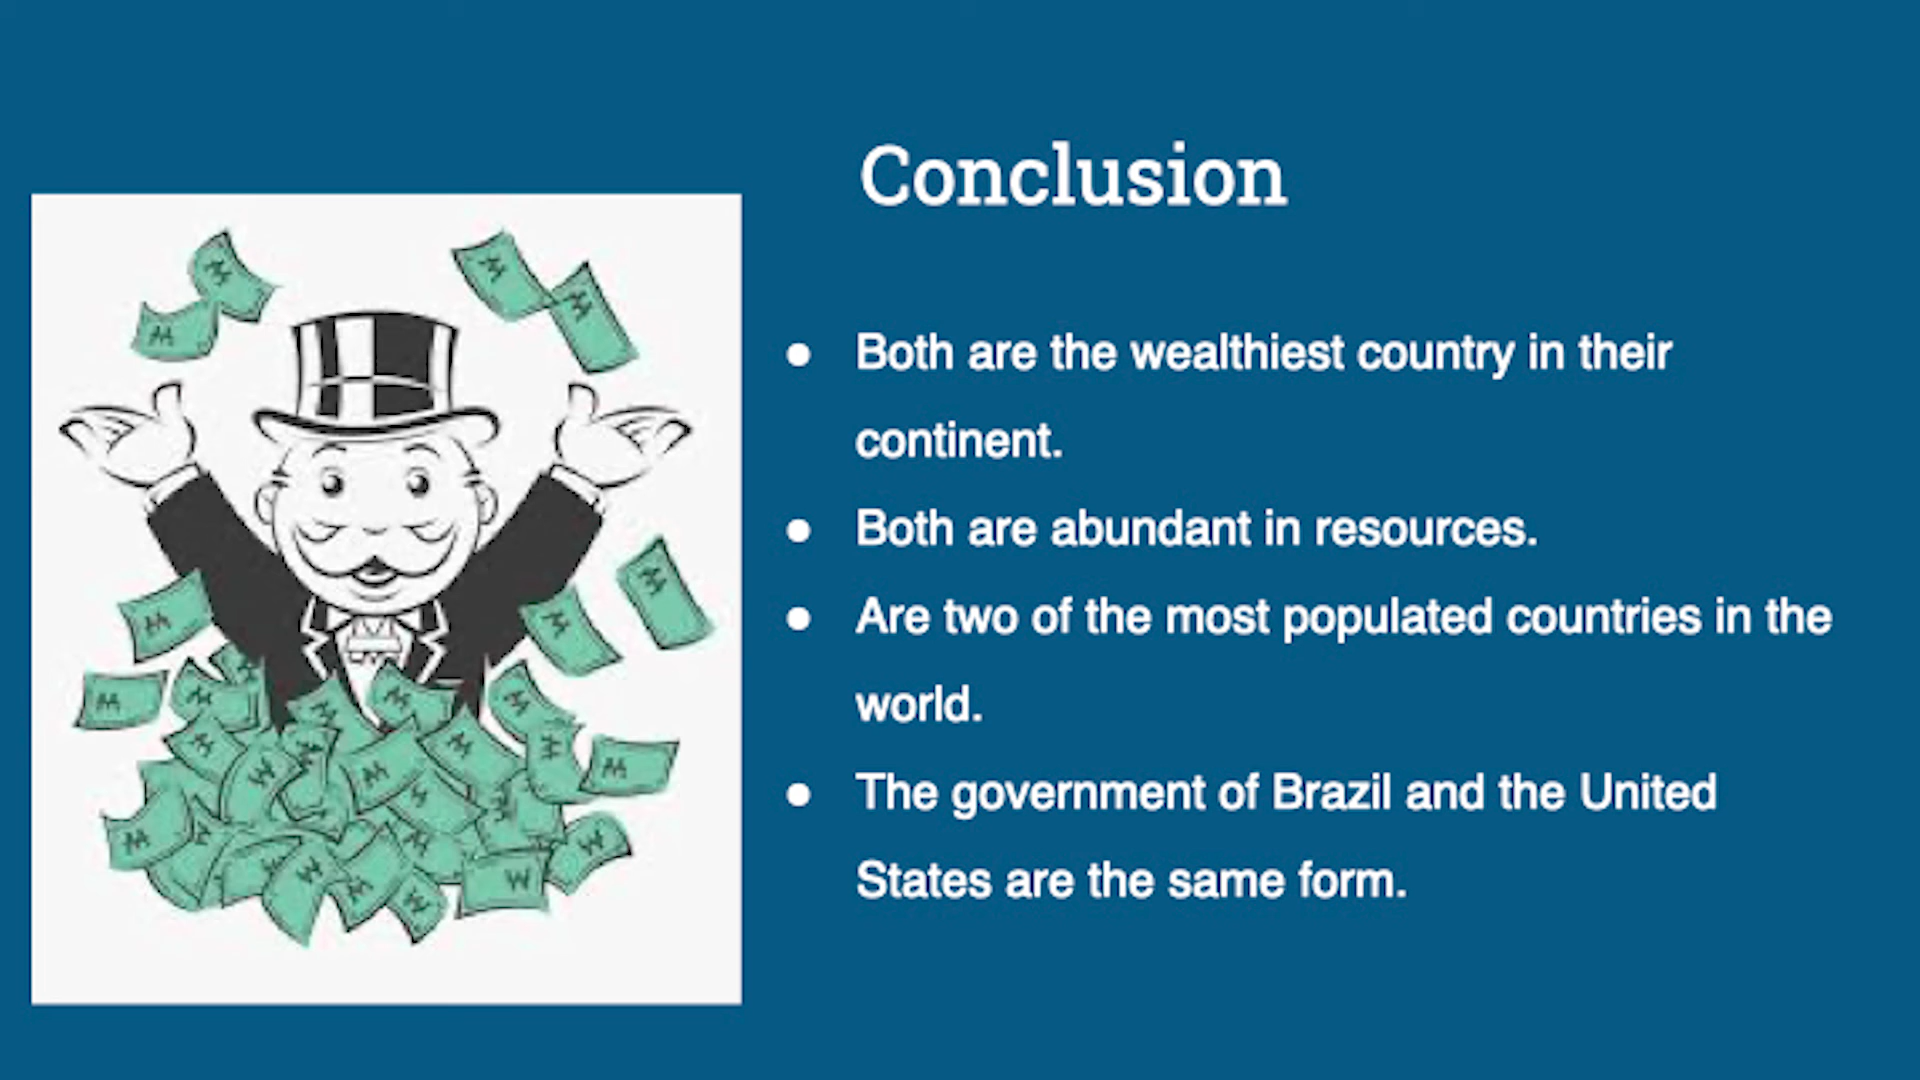 Conclusion
● Both are the wealthiest country in their
continent.
● Both are abundant in resources.
● Are two of the most populated countries in the
world.
● The government of Brazil and the United
States are the same form.